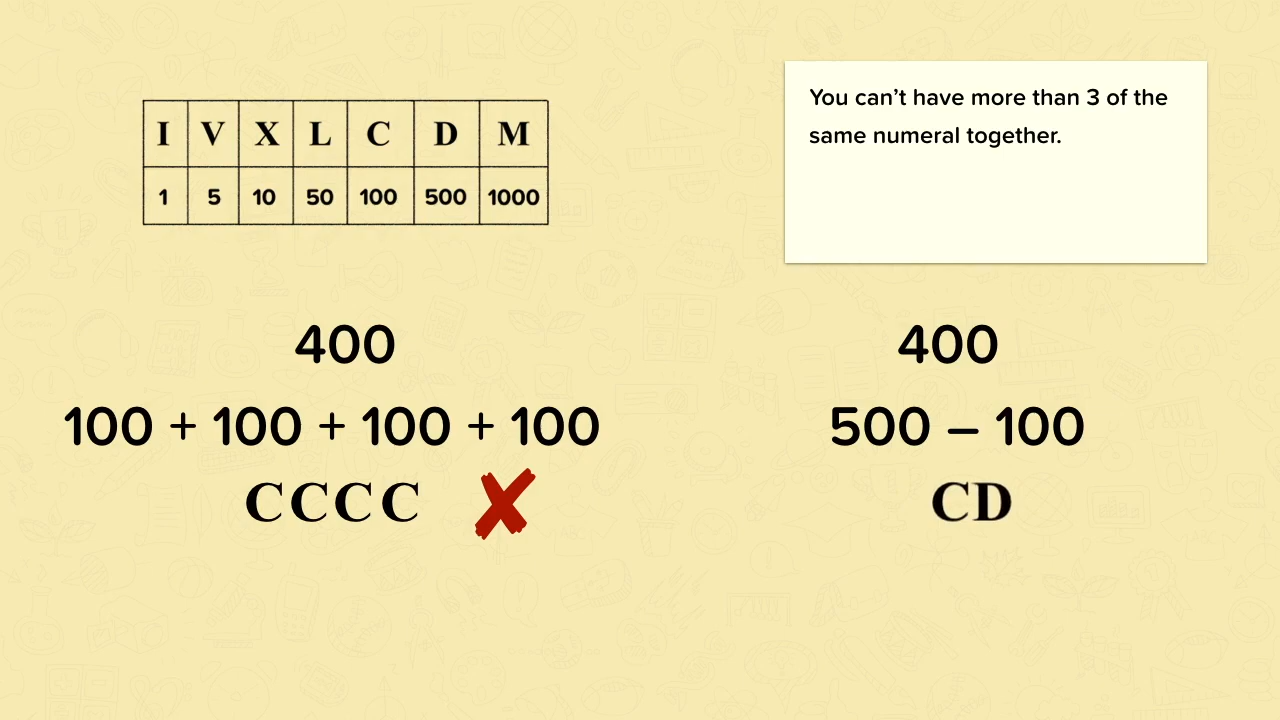 I V X L C D M
1 5 10 50 100 500 1000
You can’t have more than 3 of the
same numeral together.
400
100 + 100 + 100 + 100
CCCC
400
500 – 100
CD